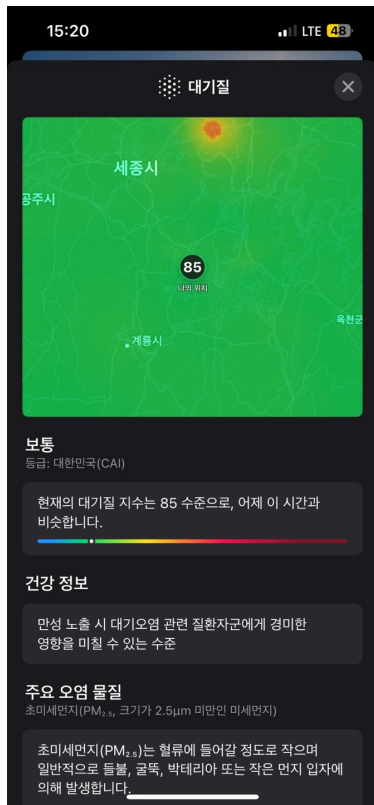 15:20
LTE 48
대기질
세종시
공주시
85
나의 위치
옥천군
계룡시
보통
등급: 대한민국(CAI)
현재의 대기질 지수는 85 수준으로, 어제 이 시간과
비슷합니다.
건강 정보
만성 노출 시 대기오염 관련 질환자군에게 경미한
영향을 미칠 수 있는 수준
주요 오염 물질
초미세먼지(PM₂.₅, 크기가 2.5μm 미만인 미세먼지)
초미세먼지(PM₂.₅)는 혈류에 들어갈 정도로 작으며
일반적으로 들불, 굴뚝, 박테리아 또는 작은 먼지 입자에
의해 발생합니다.